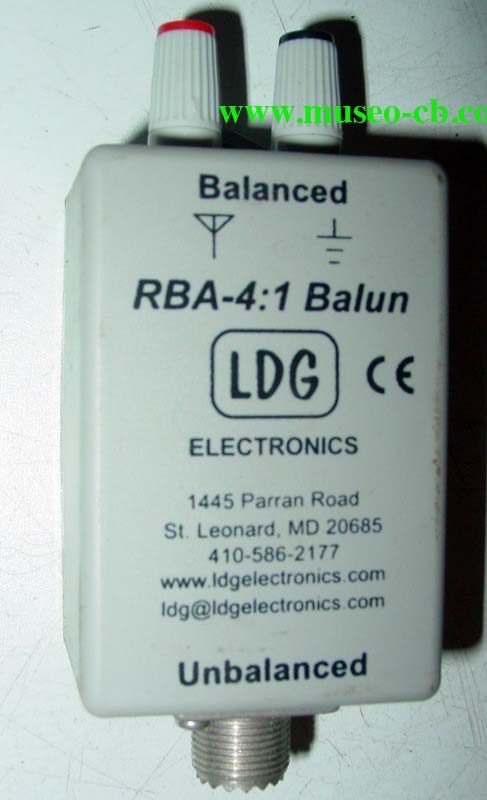 www.museo-cb.co
Balanced
RBA-4:1 Balun
LDG CE
ELECTRONICS
1445 Parran Road
St. Leonard, MD 20685
410-586-2177
www.ldgelectronics.com
ldg@ldgelectronics.com
Unbalanced